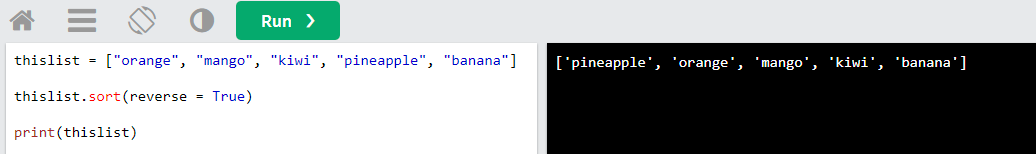 Run ❯
thislist = ["orange", "mango", "kiwi", "pineapple", "banana"]
thislist.sort(reverse = True)
print(thislist)
['pineapple', 'orange', 'mango', 'kiwi', 'banana']